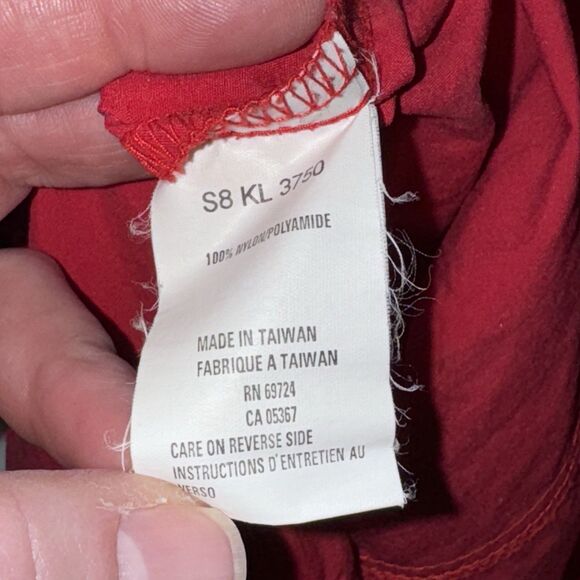 S8 KL 3750
100% NYLON/POLYAMIDE
MADE IN TAIWAN
FABRIQUE A TAIWAN
RN 69724
CA 05367
CARE ON REVERSE SIDE
INSTRUCTIONS D'ENTRETIEN AU
VERSO